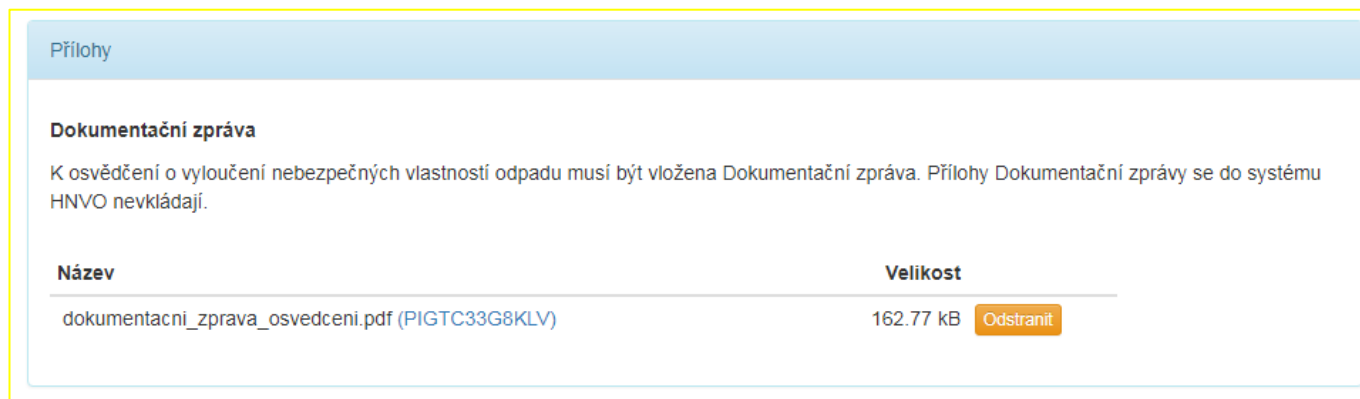 Přílohy
Dokumentační zpráva
K osvědčení o vyloučení nebezpečných vlastností odpadu musí být vložena Dokumentační zpráva. Přílohy Dokumentační zprávy se do systému
HNVO nevkládají.
Název Velikost
dokumentacni_zprava_osvedceni.pdf (PIGTC33G8KLV) 162.77 kB Odstranit